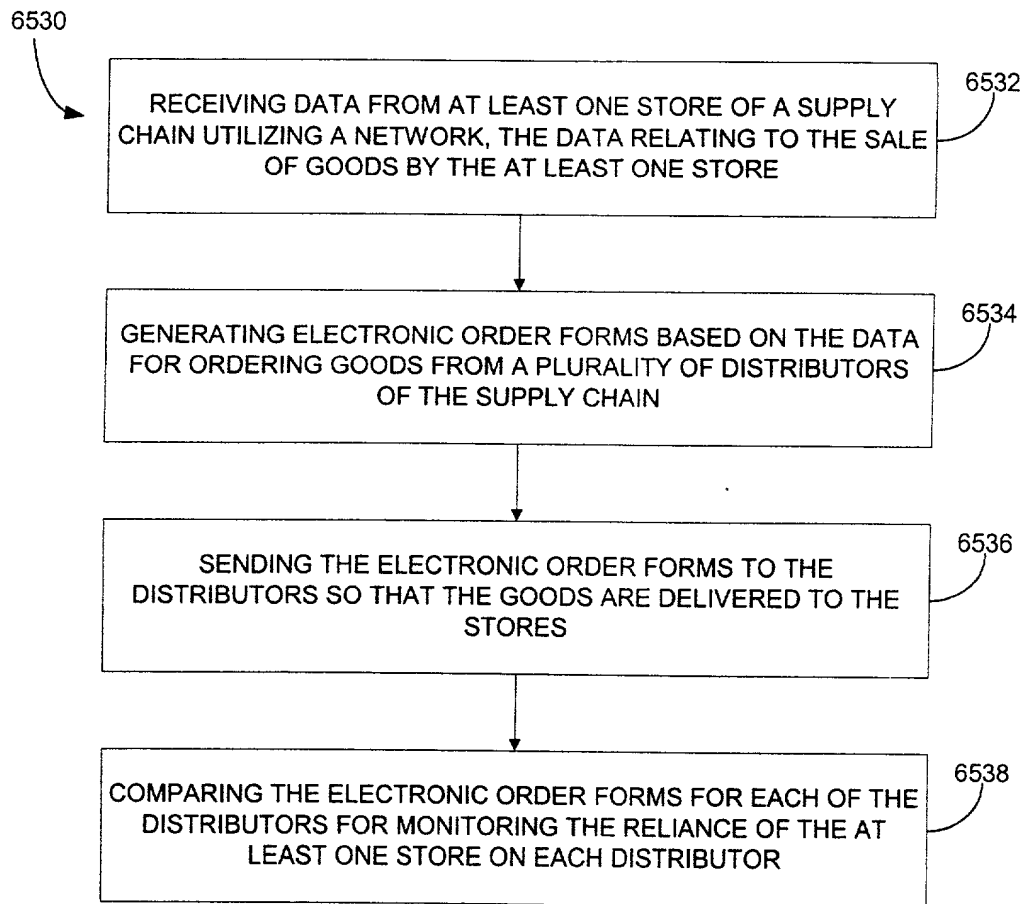 6530
RECEIVING DATA FROM AT LEAST ONE STORE OF A SUPPLY
CHAIN UTILIZING A NETWORK, THE DATA RELATING TO THE SALE
OF GOODS BY THE AT LEAST ONE STORE
6532
GENERATING ELECTRONIC ORDER FORMS BASED ON THE DATA
FOR ORDERING GOODS FROM A PLURALITY OF DISTRIBUTORS
OF THE SUPPLY CHAIN
6534
SENDING THE ELECTRONIC ORDER FORMS TO THE
DISTRIBUTORS SO THAT THE GOODS ARE DELIVERED TO THE
STORES
6536
COMPARING THE ELECTRONIC ORDER FORMS FOR EACH OF THE
DISTRIBUTORS FOR MONITORING THE RELIANCE OF THE AT
LEAST ONE STORE ON EACH DISTRIBUTOR
6538